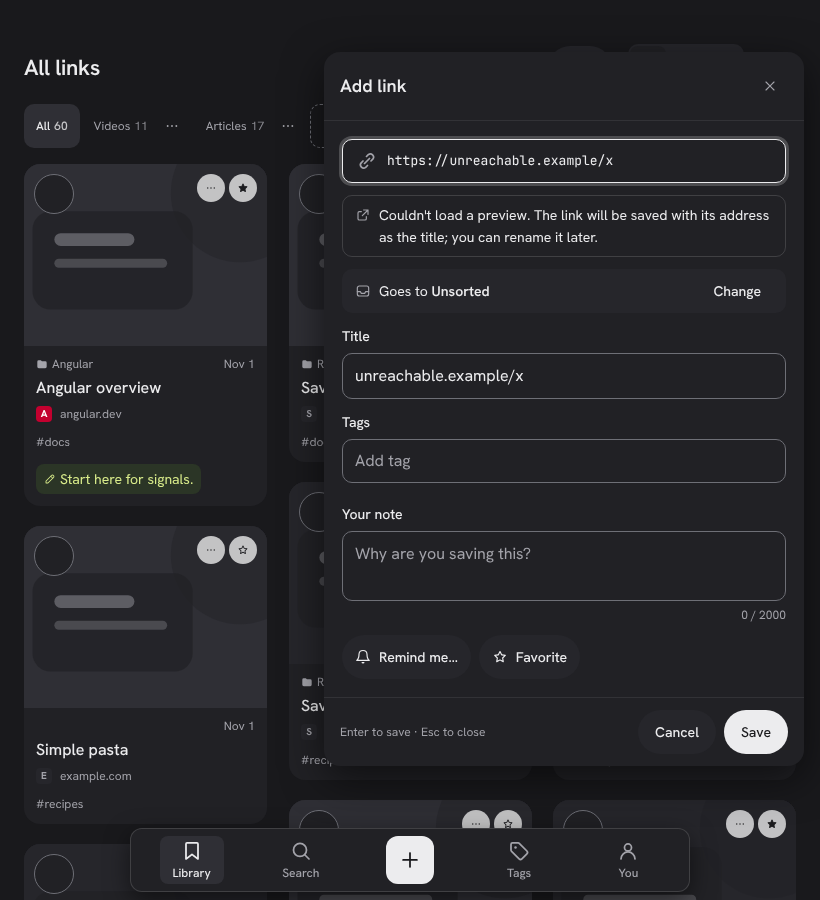 All links
All 60
Videos 11
...
Articles 17
...
Angular
Nov 1
Angular overview
A angular.dev
#docs
Start here for signals.
...
Nov 1
Simple pasta
E example.com
#recipes
S
S
Add link
https://unreachable.example/x
Couldn't load a preview. The link will be saved with its address
as the title; you can rename it later.
Goes to Unsorted
Change
Title
unreachable.example/x
Tags
Add tag
Your note
Why are you saving this?
0 / 2000
Remind me…
Favorite
Enter to save · Esc to close
Cancel
Save
Library
Search
Tags
You